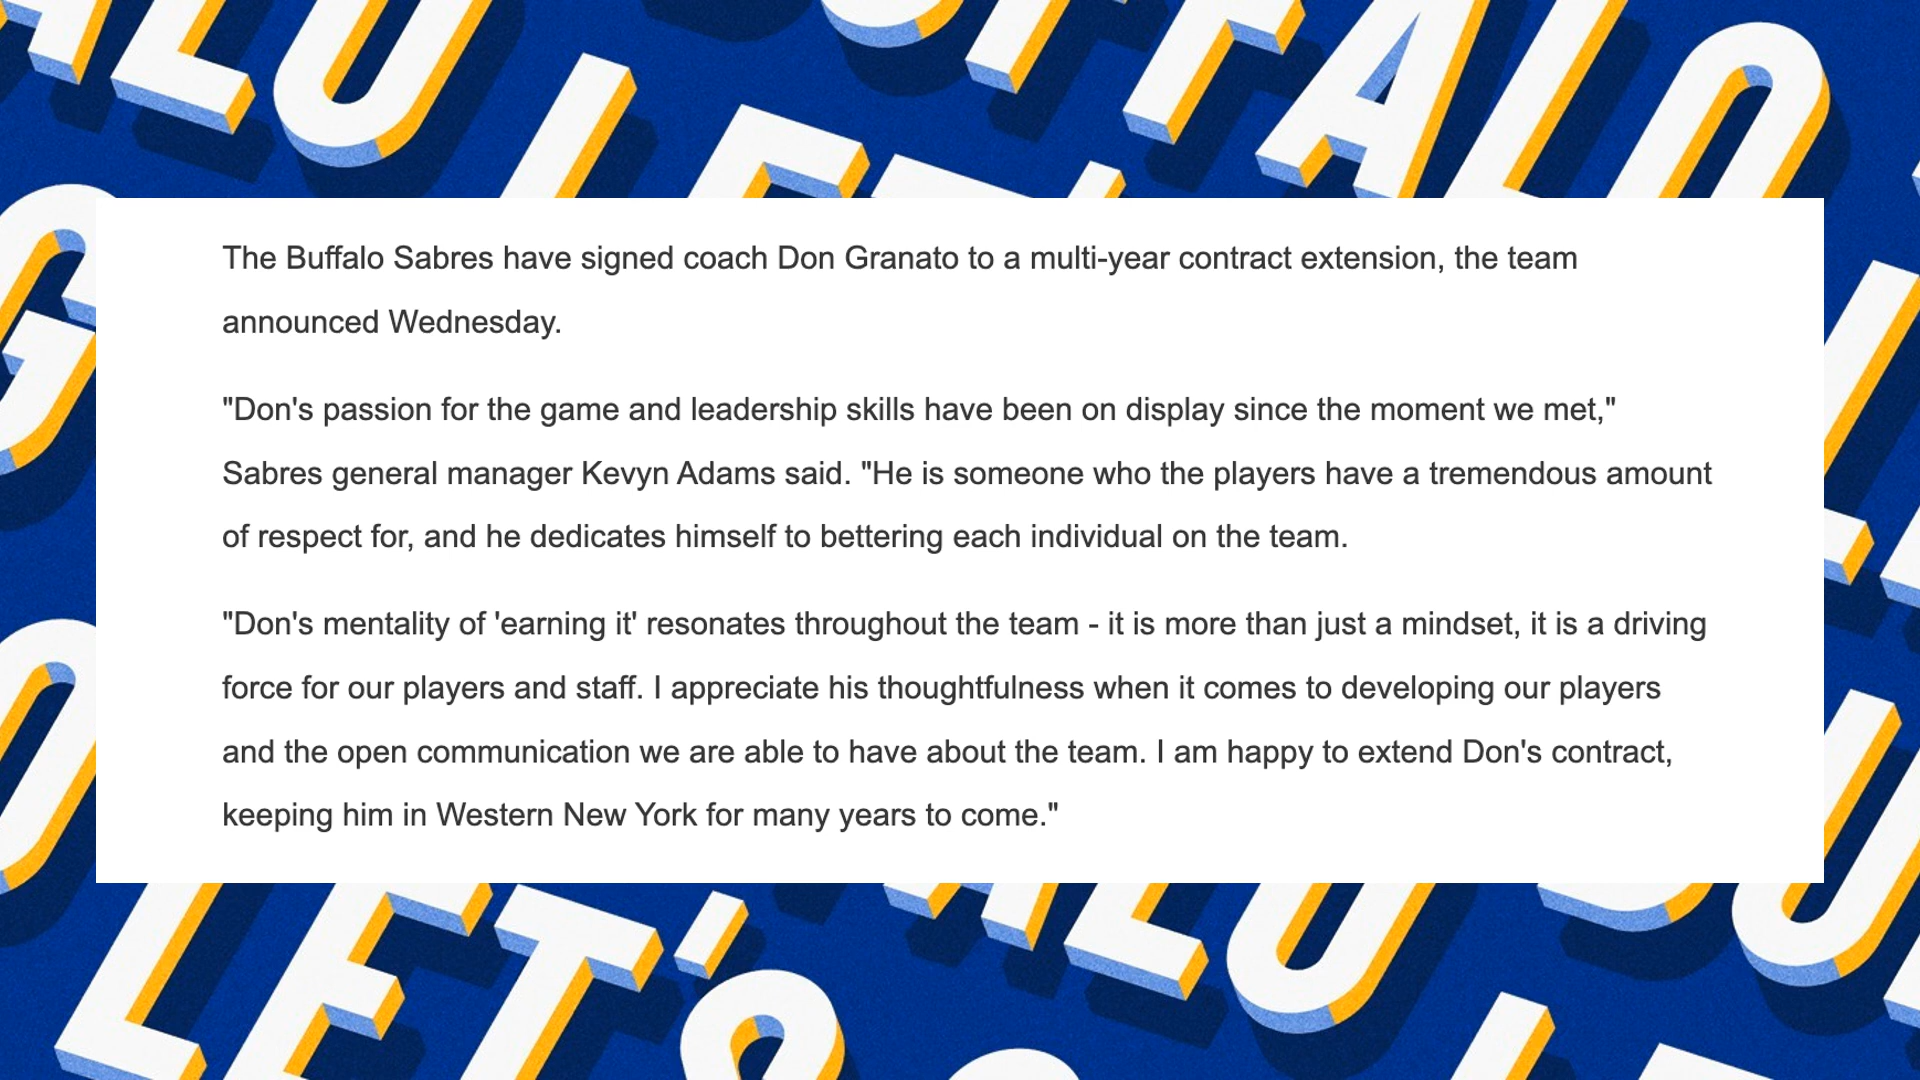 ALO LET'S
BUFFALO
The Buffalo Sabres have signed coach Don Granato to a multi-year contract extension, the team
announced Wednesday.
"Don's passion for the game and leadership skills have been on display since the moment we met,"
Sabres general manager Kevyn Adams said. "He is someone who the players have a tremendous amount
of respect for, and he dedicates himself to bettering each individual on the team.
"Don's mentality of 'earning it' resonates throughout the team - it is more than just a mindset, it is a driving
force for our players and staff. I appreciate his thoughtfulness when it comes to developing our players
and the open communication we are able to have about the team. I am happy to extend Don's contract,
keeping him in Western New York for many years to come."
LET'S
ALO